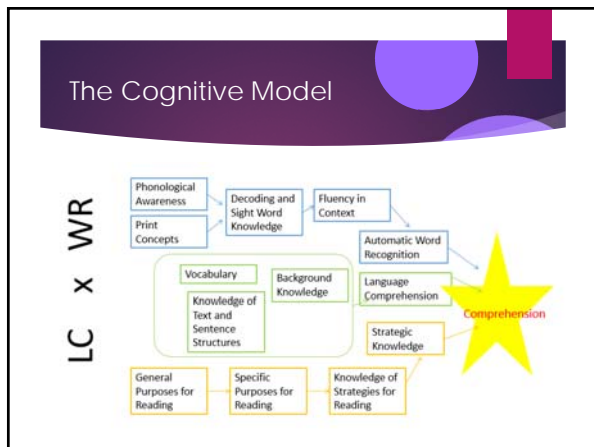 The Cognitive Model
LC x WR
Phonological
Awareness
Print
Concepts
Decoding and
Sight Word
Knowledge
Fluency in
Context
Automatic Word
Recognition
Vocabulary
Background
Knowledge
Knowledge of
Text and
Sentence
Structures
Language
Comprehension
Comprehension
Strategic
Knowledge
General
Purposes for
Reading
Specific
Purposes for
Reading
Knowledge of
Strategies for
Reading